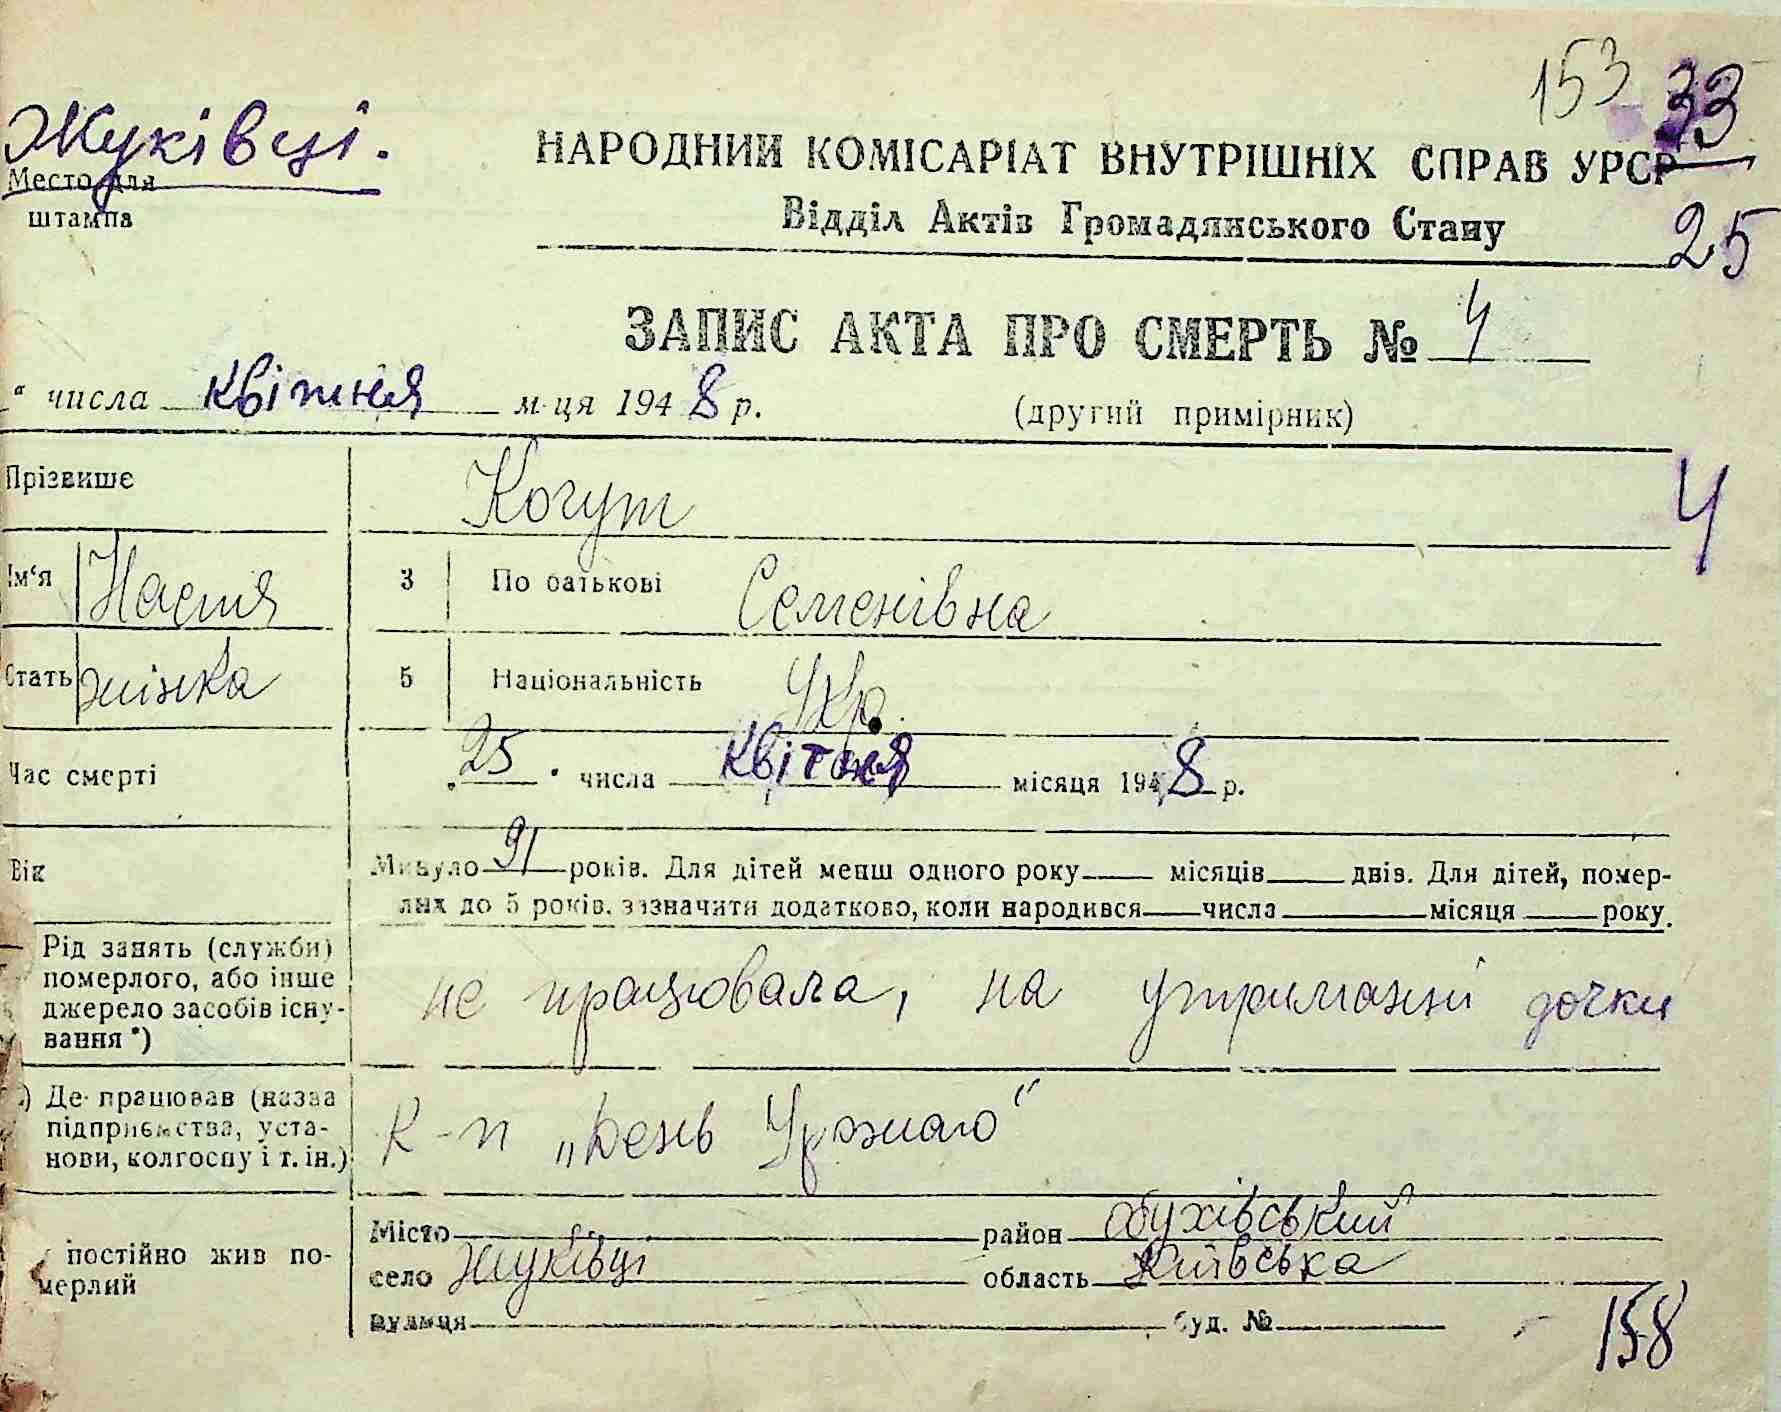 153 33
Жуківці.
Место для
штампа
НАРОДНИЙ КОМІСАРІАТ ВНУТРІШНІХ СПРАВ УРСР
Відділ Актів Громадянського Стану
25
ЗАПИС АКТА ПРО СМЕРТЬ № 4
“ числа квітня м-ця 1948 р.
(другий примірник)
Прізвище Когут
4
Ім‘я Настя 3 По батькові Семенівна
Стать жінка 5 Національність Укр.
Час смерті „25“ числа квітня місяця 1948 р.
Вік Минуло 91 років. Для дітей менш одного року місяців днів. Для дітей, помер-
лих до 5 років, зазначити додатково, коли народився числа місяця року.
Рід занять (служби)
померлого, або інше
джерело засобів існу-
вання *)
не працювала, на утриманні дочки
Де працював (назва
підприємства, уста-
нови, колгоспу і т. ін.)
к-п „День Урожаю“
постійно жив по-
мерлий
Місто район Обухівський
село Жуківці область Київська
вулиця буд. №
158